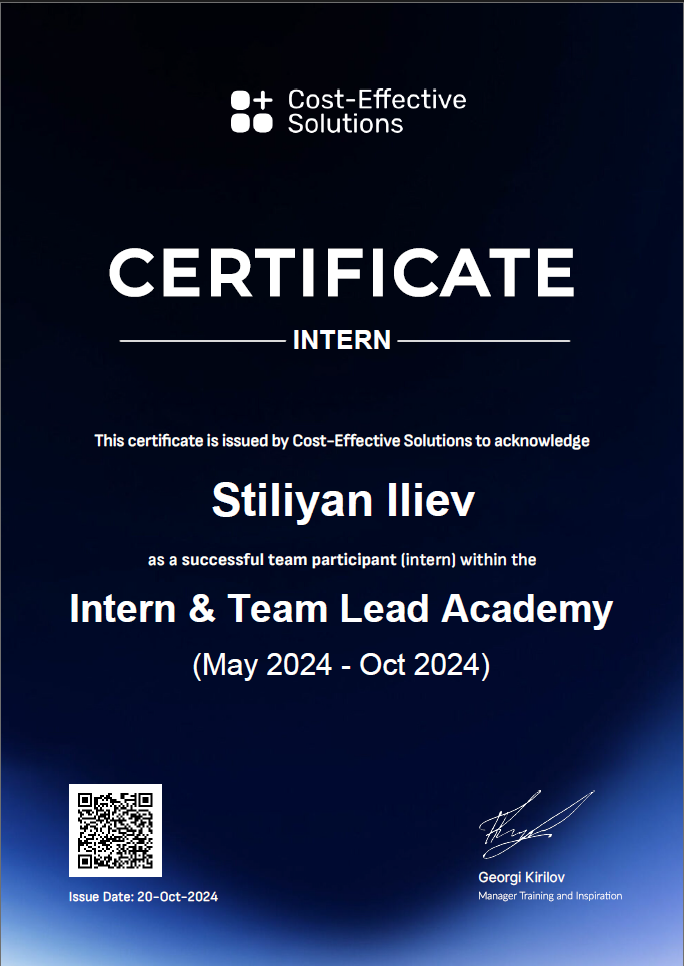 Cost-Effective
Solutions
CERTIFICATE
INTERN
This certificate is issued by Cost-Effective Solutions to acknowledge
Stiliyan Iliev
as a successful team participant (intern) within the
Intern & Team Lead Academy
(May 2024 - Oct 2024)
Issue Date: 20-Oct-2024
Georgi Kirilov
Manager Training and Inspiration